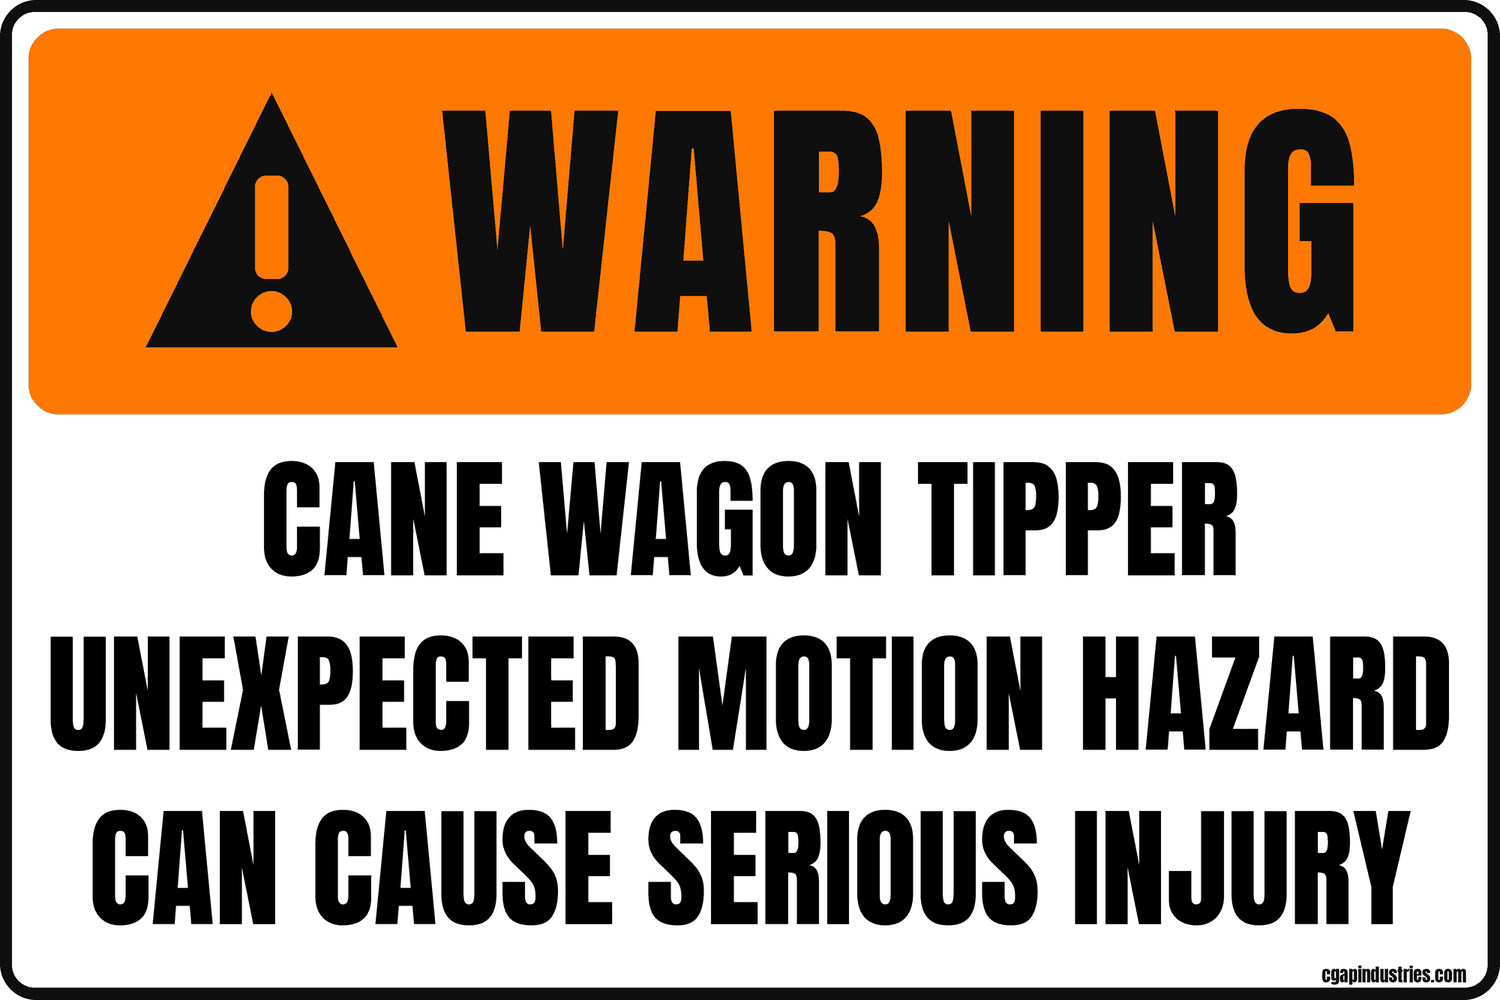 WARNING
CANE WAGON TIPPER
UNEXPECTED MOTION HAZARD
CAN CAUSE SERIOUS INJURY
cgapindustries.com